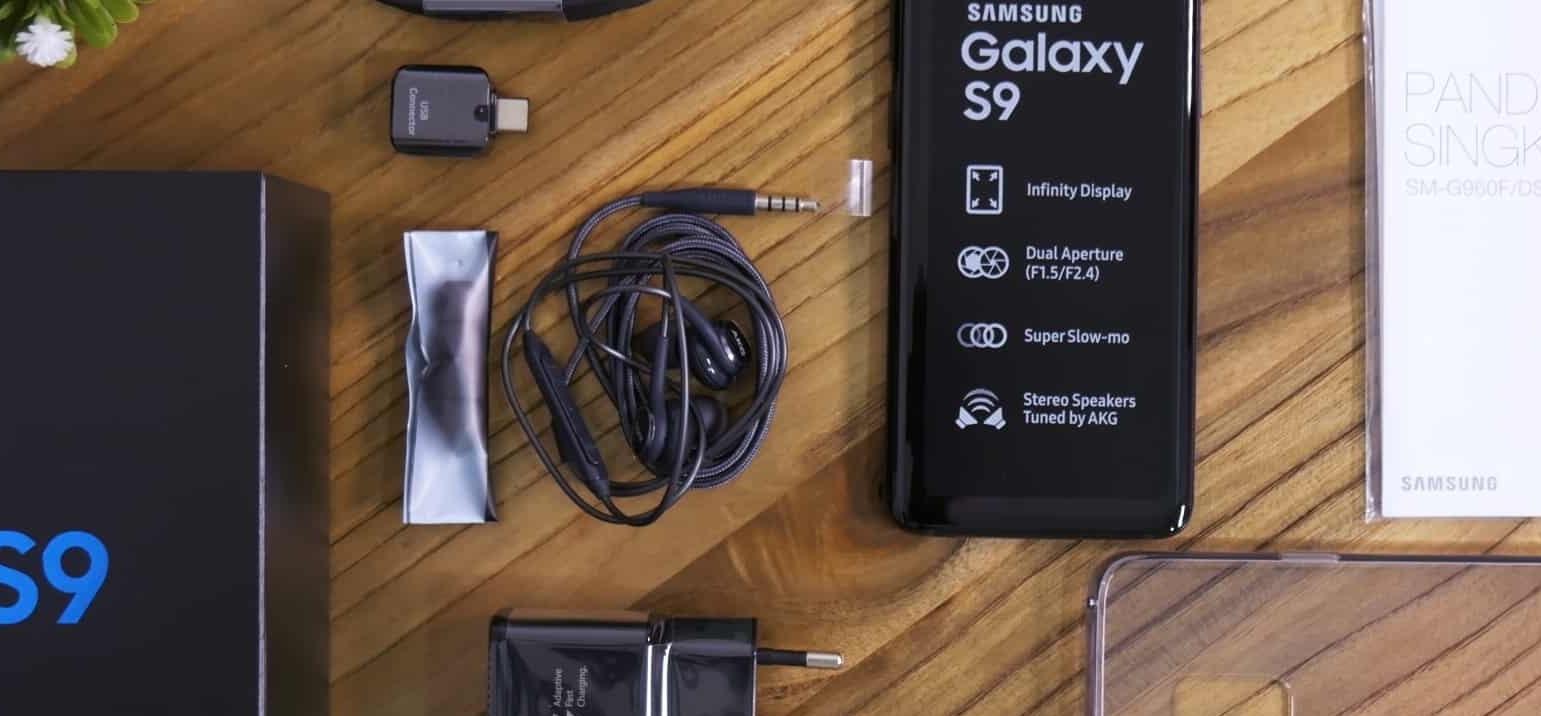 USB
Connector
S9
AKG
Adaptive
Fast
Charging.
SAMSUNG
Galaxy
S9
Infinity Display
Dual Aperture
(F1.5/F2.4)
Super Slow-mo
Stereo Speakers
Tuned by AKG
PAND
SINGK
SM-G960F/DS
SAMSUNG